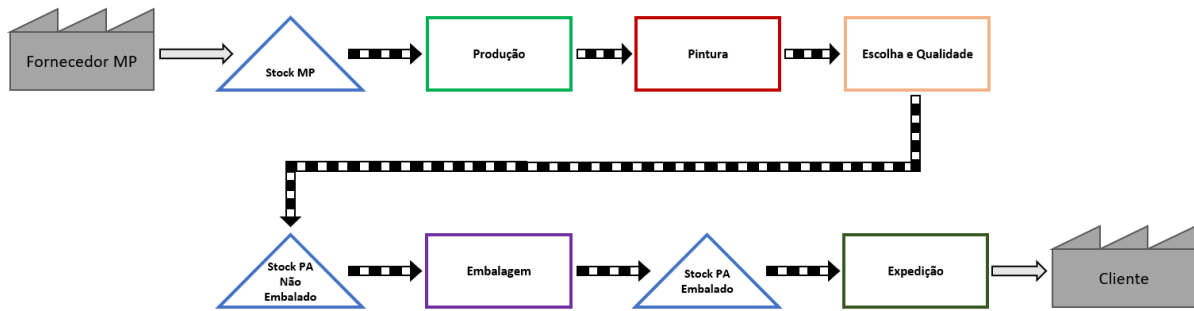 Fornecedor MP
Stock MP
Produção
Pintura
Escolha e Qualidade
Stock PA
Não
Embalado
Embalagem
Stock PA
Embalado
Expedição
Cliente